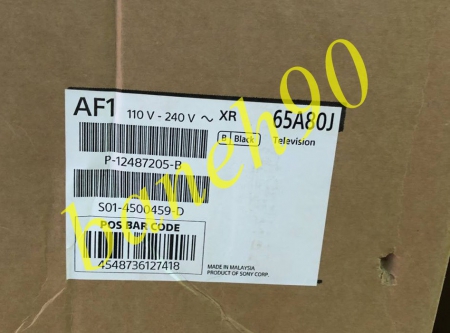 AF1 110 V - 240 V ~ XR 65A80J
B Black Television
P-12487205-B
S01-4500459-D
POS BAR CODE
4548736127418
MADE IN MALAYSIA
PRODUCT OF SONY CORP.
baneh90